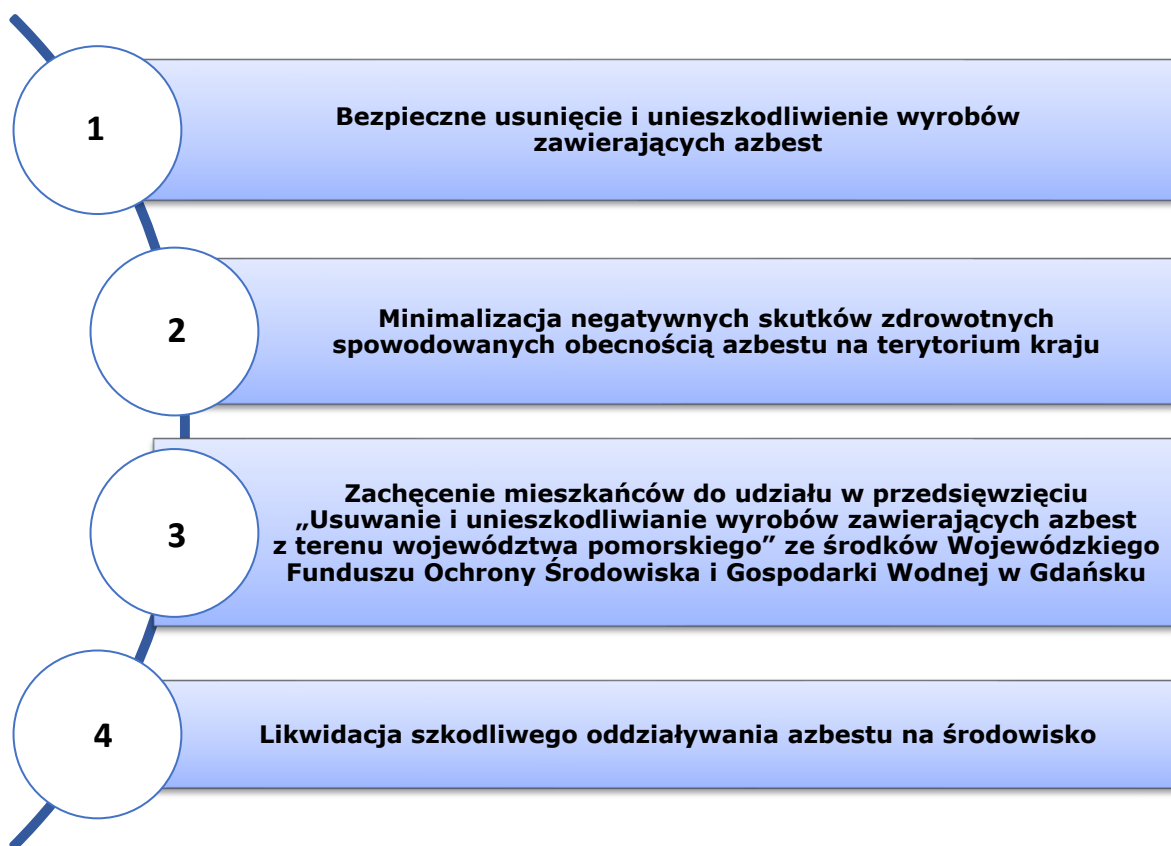 1
Bezpieczne usunięcie i unieszkodliwienie wyrobów
zawierających azbest
2
Minimalizacja negatywnych skutków zdrowotnych
spowodowanych obecnością azbestu na terytorium kraju
3
Zachęcenie mieszkańców do udziału w przedsięwzięciu
„Usuwanie i unieszkodliwianie wyrobów zawierających azbest
z terenu województwa pomorskiego” ze środków Wojewódzkiego
Funduszu Ochrony Środowiska i Gospodarki Wodnej w Gdańsku
4
Likwidacja szkodliwego oddziaływania azbestu na środowisko